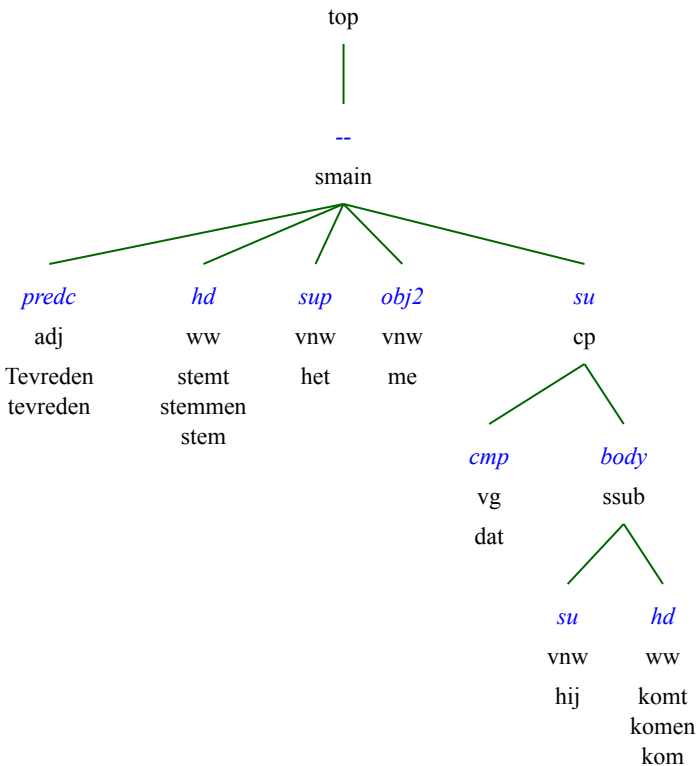 top
--
smain
predc hd sup obj2 su
adj ww vnw vnw cp
Tevreden stemt het me
tevreden stemmen
stem
cmp body
vg ssub
dat
su hd
vnw ww
hij komt
komen
kom